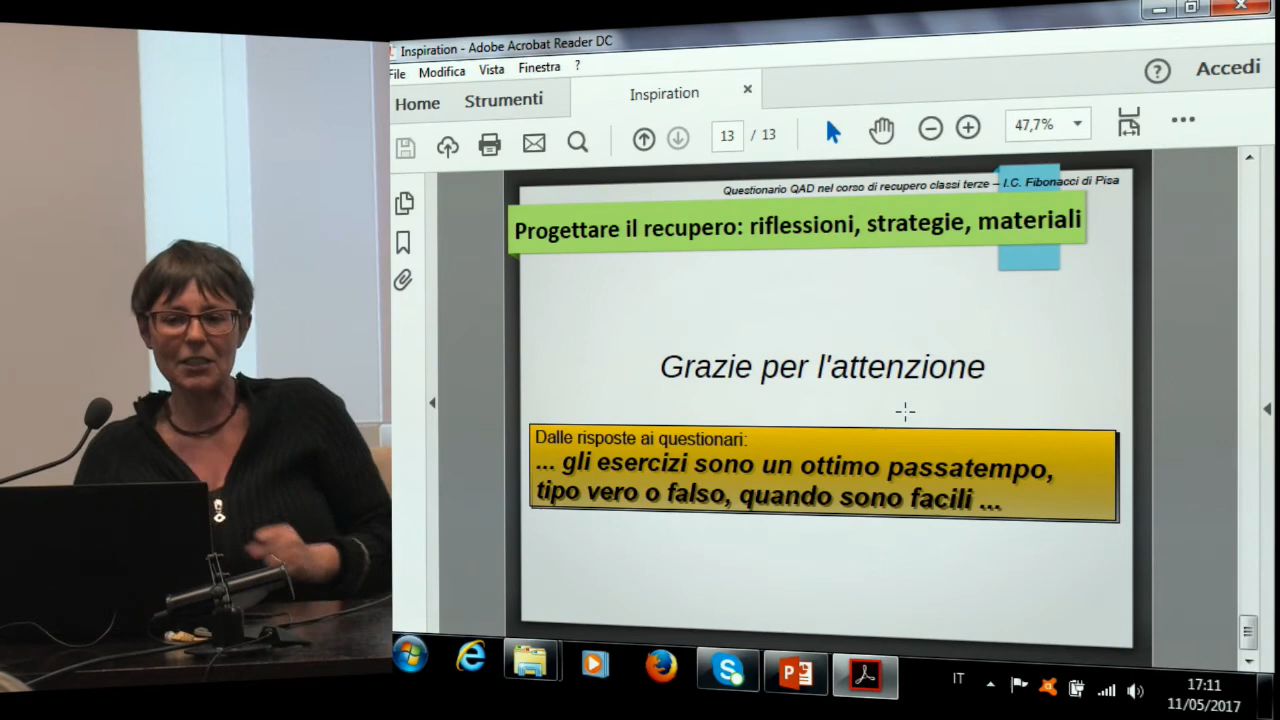 Inspiration - Adobe Acrobat Reader DC
File Modifica Vista Finestra ?
Home Strumenti Inspiration Accedi
13 / 13 47,7%
Questionario QAD nel corso di recupero classi terze – I.C. Fibonacci di Pisa
Progettare il recupero: riflessioni, strategie, materiali
Grazie per l'attenzione
Dalle risposte ai questionari:
... gli esercizi sono un ottimo passatempo,
tipo vero o falso, quando sono facili ...
IT
17:11
11/05/2017